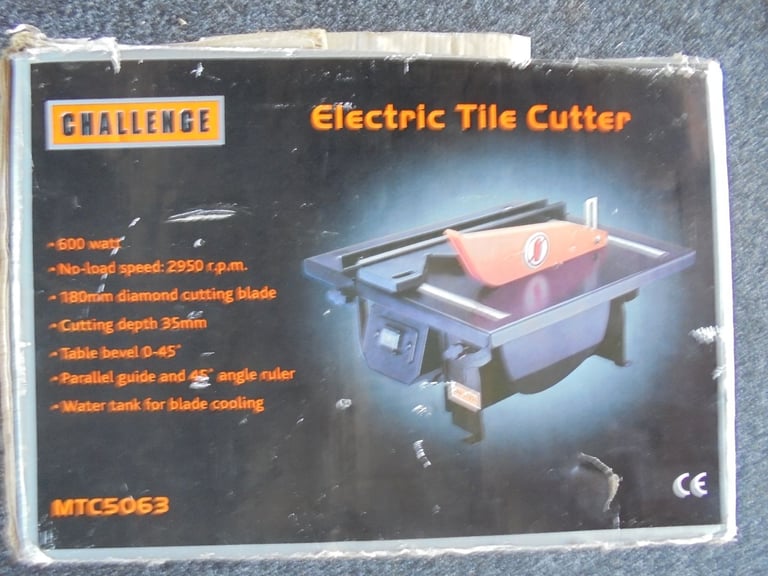 CHALLENGE
Electric Tile Cutter
• 600 watt
• No-load speed: 2950 r.p.m.
• 180mm diamond cutting blade
• Cutting depth 35mm
• Table bevel 0-45°
• Parallel guide and 45° angle ruler
• Water tank for blade cooling
MTC5063
CE